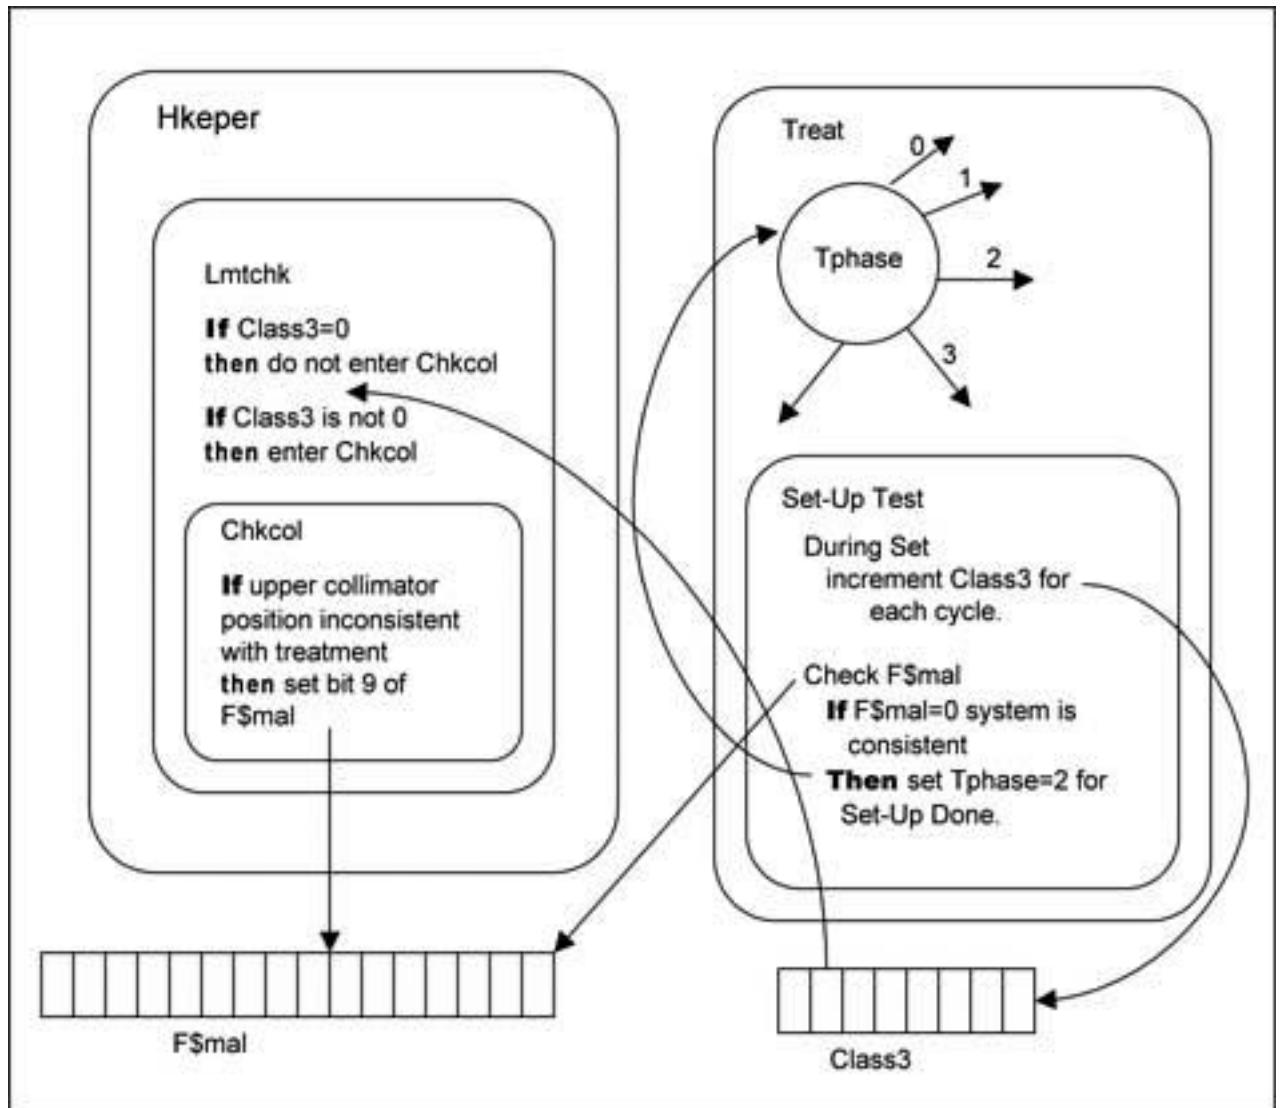 Hkeper
Lmtchk
If Class3=0
then do not enter Chkcol
If Class3 is not 0
then enter Chkcol
Chkcol
If upper collimator
position inconsistent
with treatment
then set bit 9 of
F$mal
F$mal
Treat
0
1
2
3
Tphase
Set-Up Test
During Set
increment Class3 for
each cycle.
Check F$mal
If F$mal=0 system is
consistent
Then set Tphase=2 for
Set-Up Done.
Class3